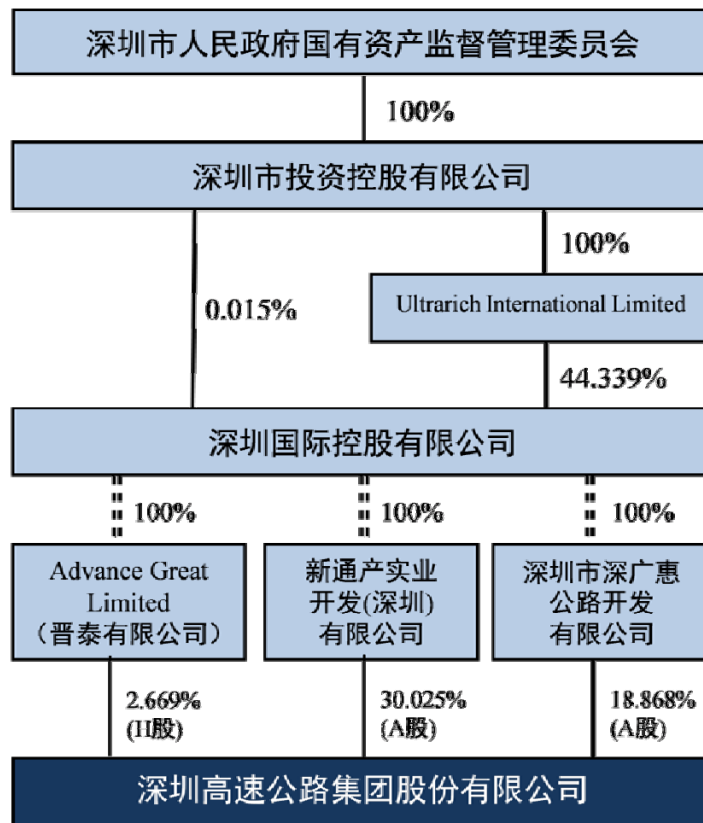 深圳市人民政府国有资产监督管理委员会
100%
深圳市投资控股有限公司
100%
0.015%
Ultrarich International Limited
44.339%
深圳国际控股有限公司
100%
100%
100%
Advance Great
Limited
（晋泰有限公司）
新通产实业
开发(深圳)
有限公司
深圳市深广惠
公路开发
有限公司
2.669%
(H股)
30.025%
(A股)
18.868%
(A股)
深圳高速公路集团股份有限公司